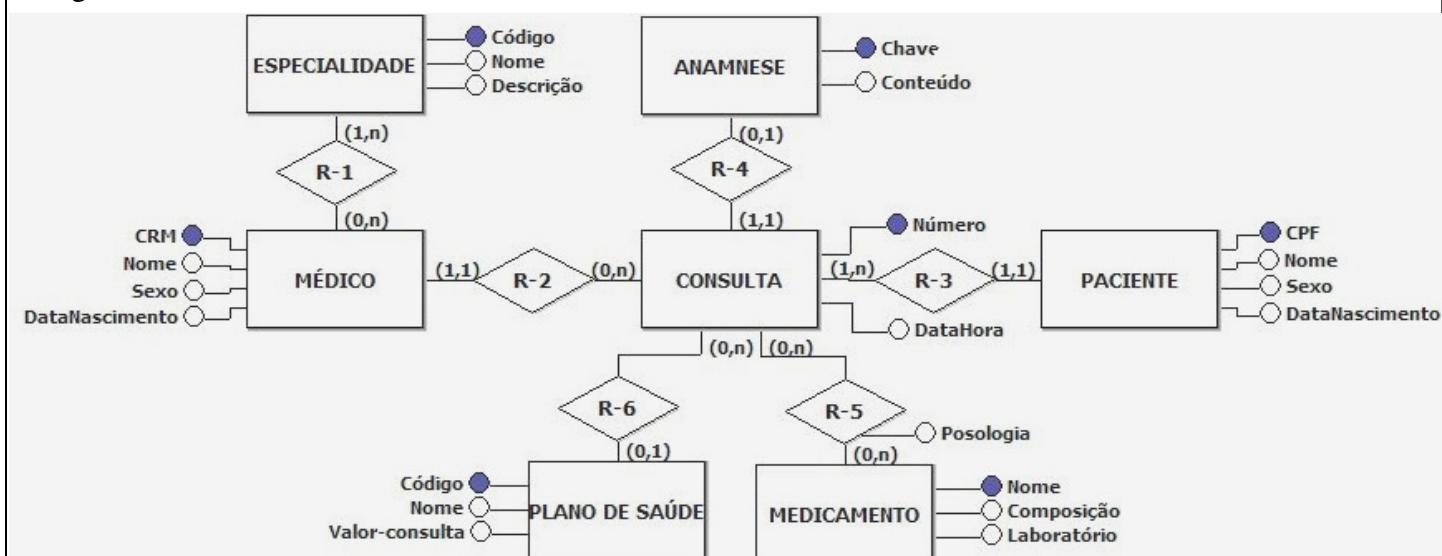 Código
Nome
Descrição
ESPECIALIDADE
(1,n)
R-1
(0,n)
Chave
Conteúdo
ANAMNESE
(0,1)
R-4
(1,1)
CRM
Nome
Sexo
DataNascimento
MÉDICO
(1,1)
R-2
(0,n)
CONSULTA
Número
(1,n)
R-3
(1,1)
DataHora
PACIENTE
CPF
Nome
Sexo
DataNascimento
(0,n)
(0,n)
R-6
(0,1)
R-5
Posologia
(0,n)
Código
Nome
Valor-consulta
PLANO DE SAÚDE
MEDICAMENTO
Nome
Composição
Laboratório